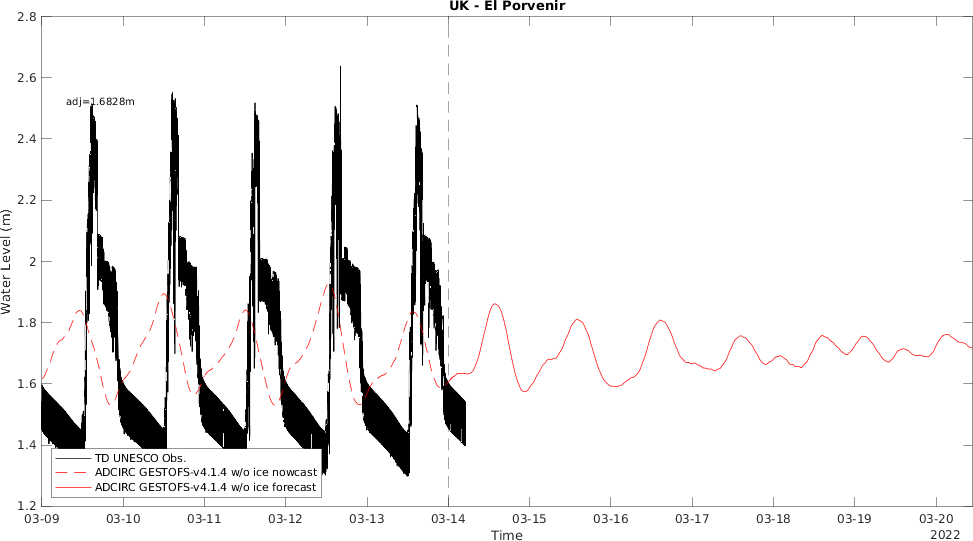 UK - El Porvenir
2.8
2.6
2.4
2.2
2
1.8
1.6
1.4
1.2
Water Level (m)
adj=1.6828m
TD UNESCO Obs.
ADCIRC GESTOFS-v4.1.4 w/o ice nowcast
ADCIRC GESTOFS-v4.1.4 w/o ice forecast
03-09 03-10 03-11 03-12 03-13 03-14 03-15 03-16 03-17 03-18 03-19 03-20
2022
Time